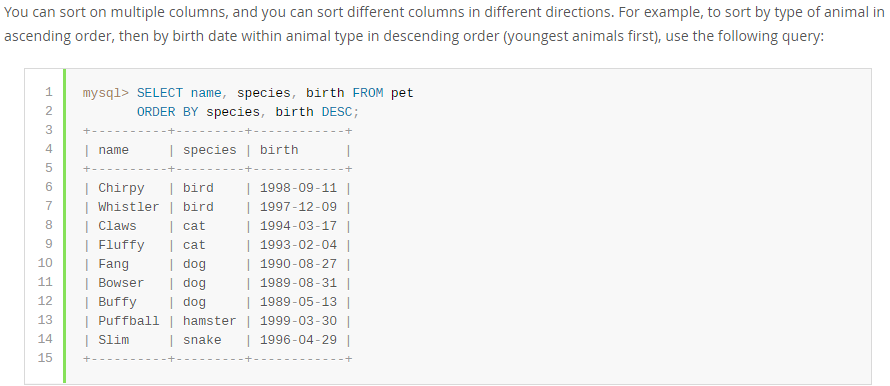 You can sort on multiple columns, and you can sort different columns in different directions. For example, to sort by type of animal in
ascending order, then by birth date within animal type in descending order (youngest animals first), use the following query:
1 mysql> SELECT name, species, birth FROM pet
2        ORDER BY species, birth DESC;
3 +----------+---------+------------+
4 | name     | species | birth      |
5 +----------+---------+------------+
6 | Chirpy   | bird    | 1998-09-11 |
7 | Whistler | bird    | 1997-12-09 |
8 | Claws    | cat     | 1994-03-17 |
9 | Fluffy   | cat     | 1993-02-04 |
10 | Fang     | dog     | 1990-08-27 |
11 | Bowser   | dog     | 1989-08-31 |
12 | Buffy    | dog     | 1989-05-13 |
13 | Puffball | hamster | 1999-03-30 |
14 | Slim     | snake   | 1996-04-29 |
15 +----------+---------+------------+